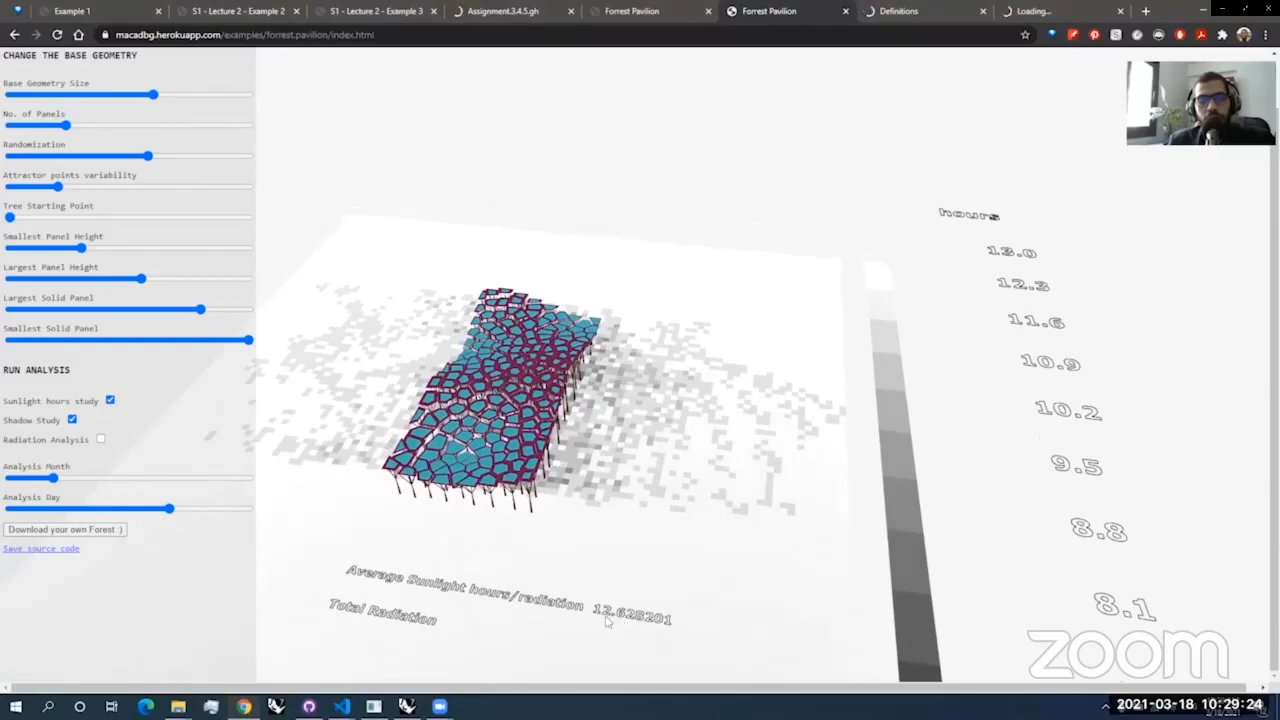 Example 1
S1 - Lecture 2 - Example 2
S1 - Lecture 2 - Example 3
Assignment.3.4.5.gh
Forrest Pavilion
Forrest Pavilion
Definitions
Loading...
macadbg.herokuapp.com/examples/forrest.pavilion/index.html
CHANGE THE BASE GEOMETRY
Base Geometry Size
No. of Panels
Randomization
Attractor points variability
Tree Starting Point
Smallest Panel Height
Largest Panel Height
Largest Solid Panel
Smallest Solid Panel
RUN ANALYSIS
Sunlight hours study
Shadow Study
Radiation Analysis
Analysis Month
Analysis Day
Download your own Forest :)
Save source code
hours
13.0
12.3
11.6
10.9
10.2
9.5
8.8
8.1
Average Sunlight hours/radiation 12.628201
Total Radiation
zoom
2021-03-18 10:29:24